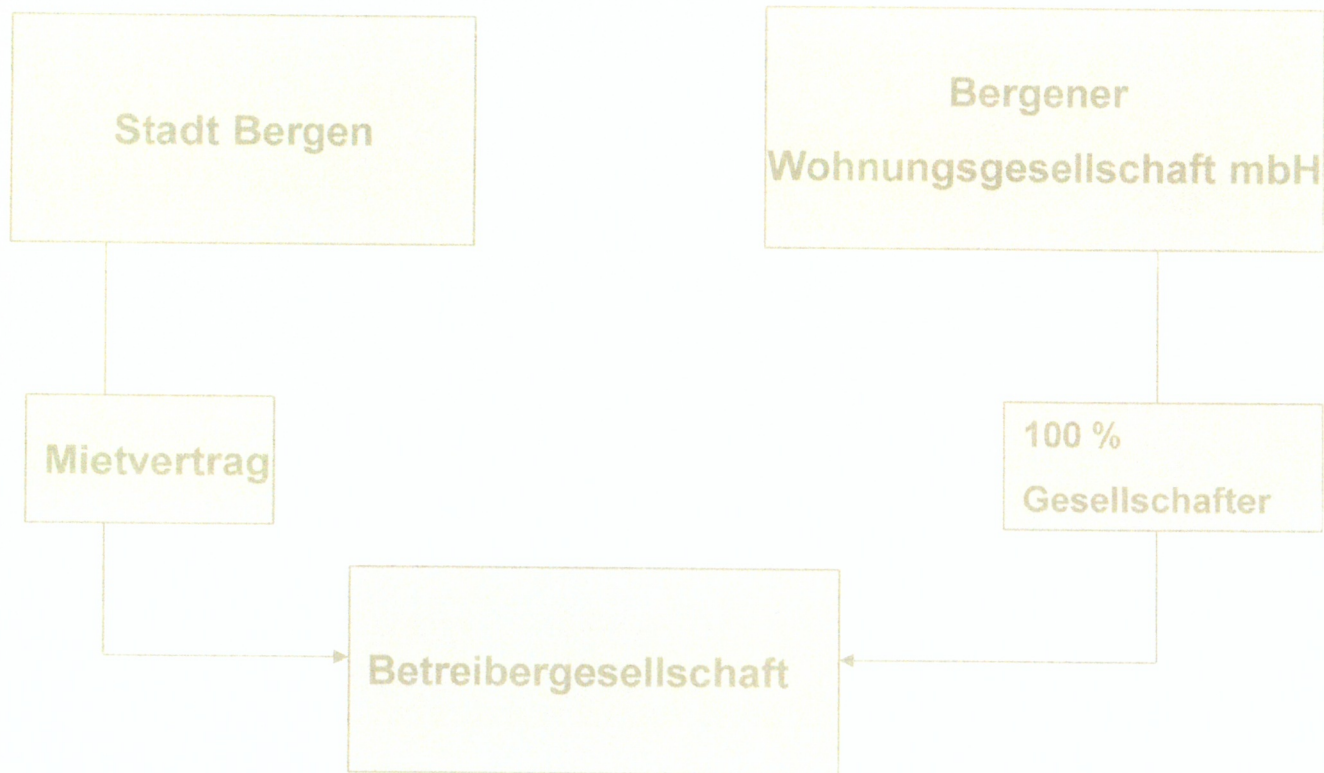 Stadt Bergen
Bergener
Wohnungsgesellschaft mbH
Mietvertrag
100 %
Gesellschafter
Betreibergesellschaft